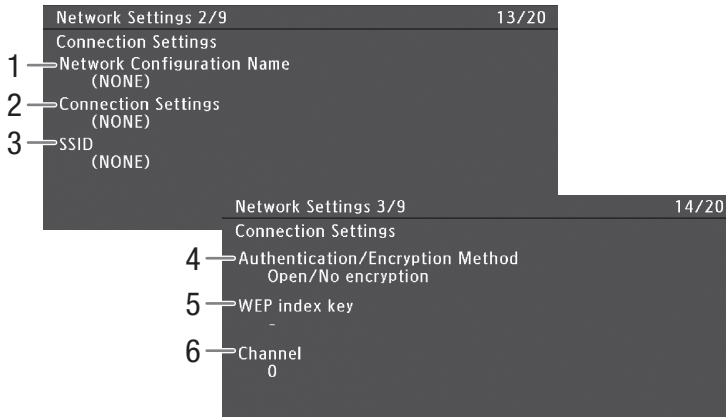 Network Settings 2/9 13/20
Connection Settings
1 Network Configuration Name
(NONE)
2 Connection Settings
(NONE)
3 SSID
(NONE)
Network Settings 3/9 14/20
Connection Settings
4 Authentication/Encryption Method
Open/No encryption
5 WEP index key
-
6 Channel
0